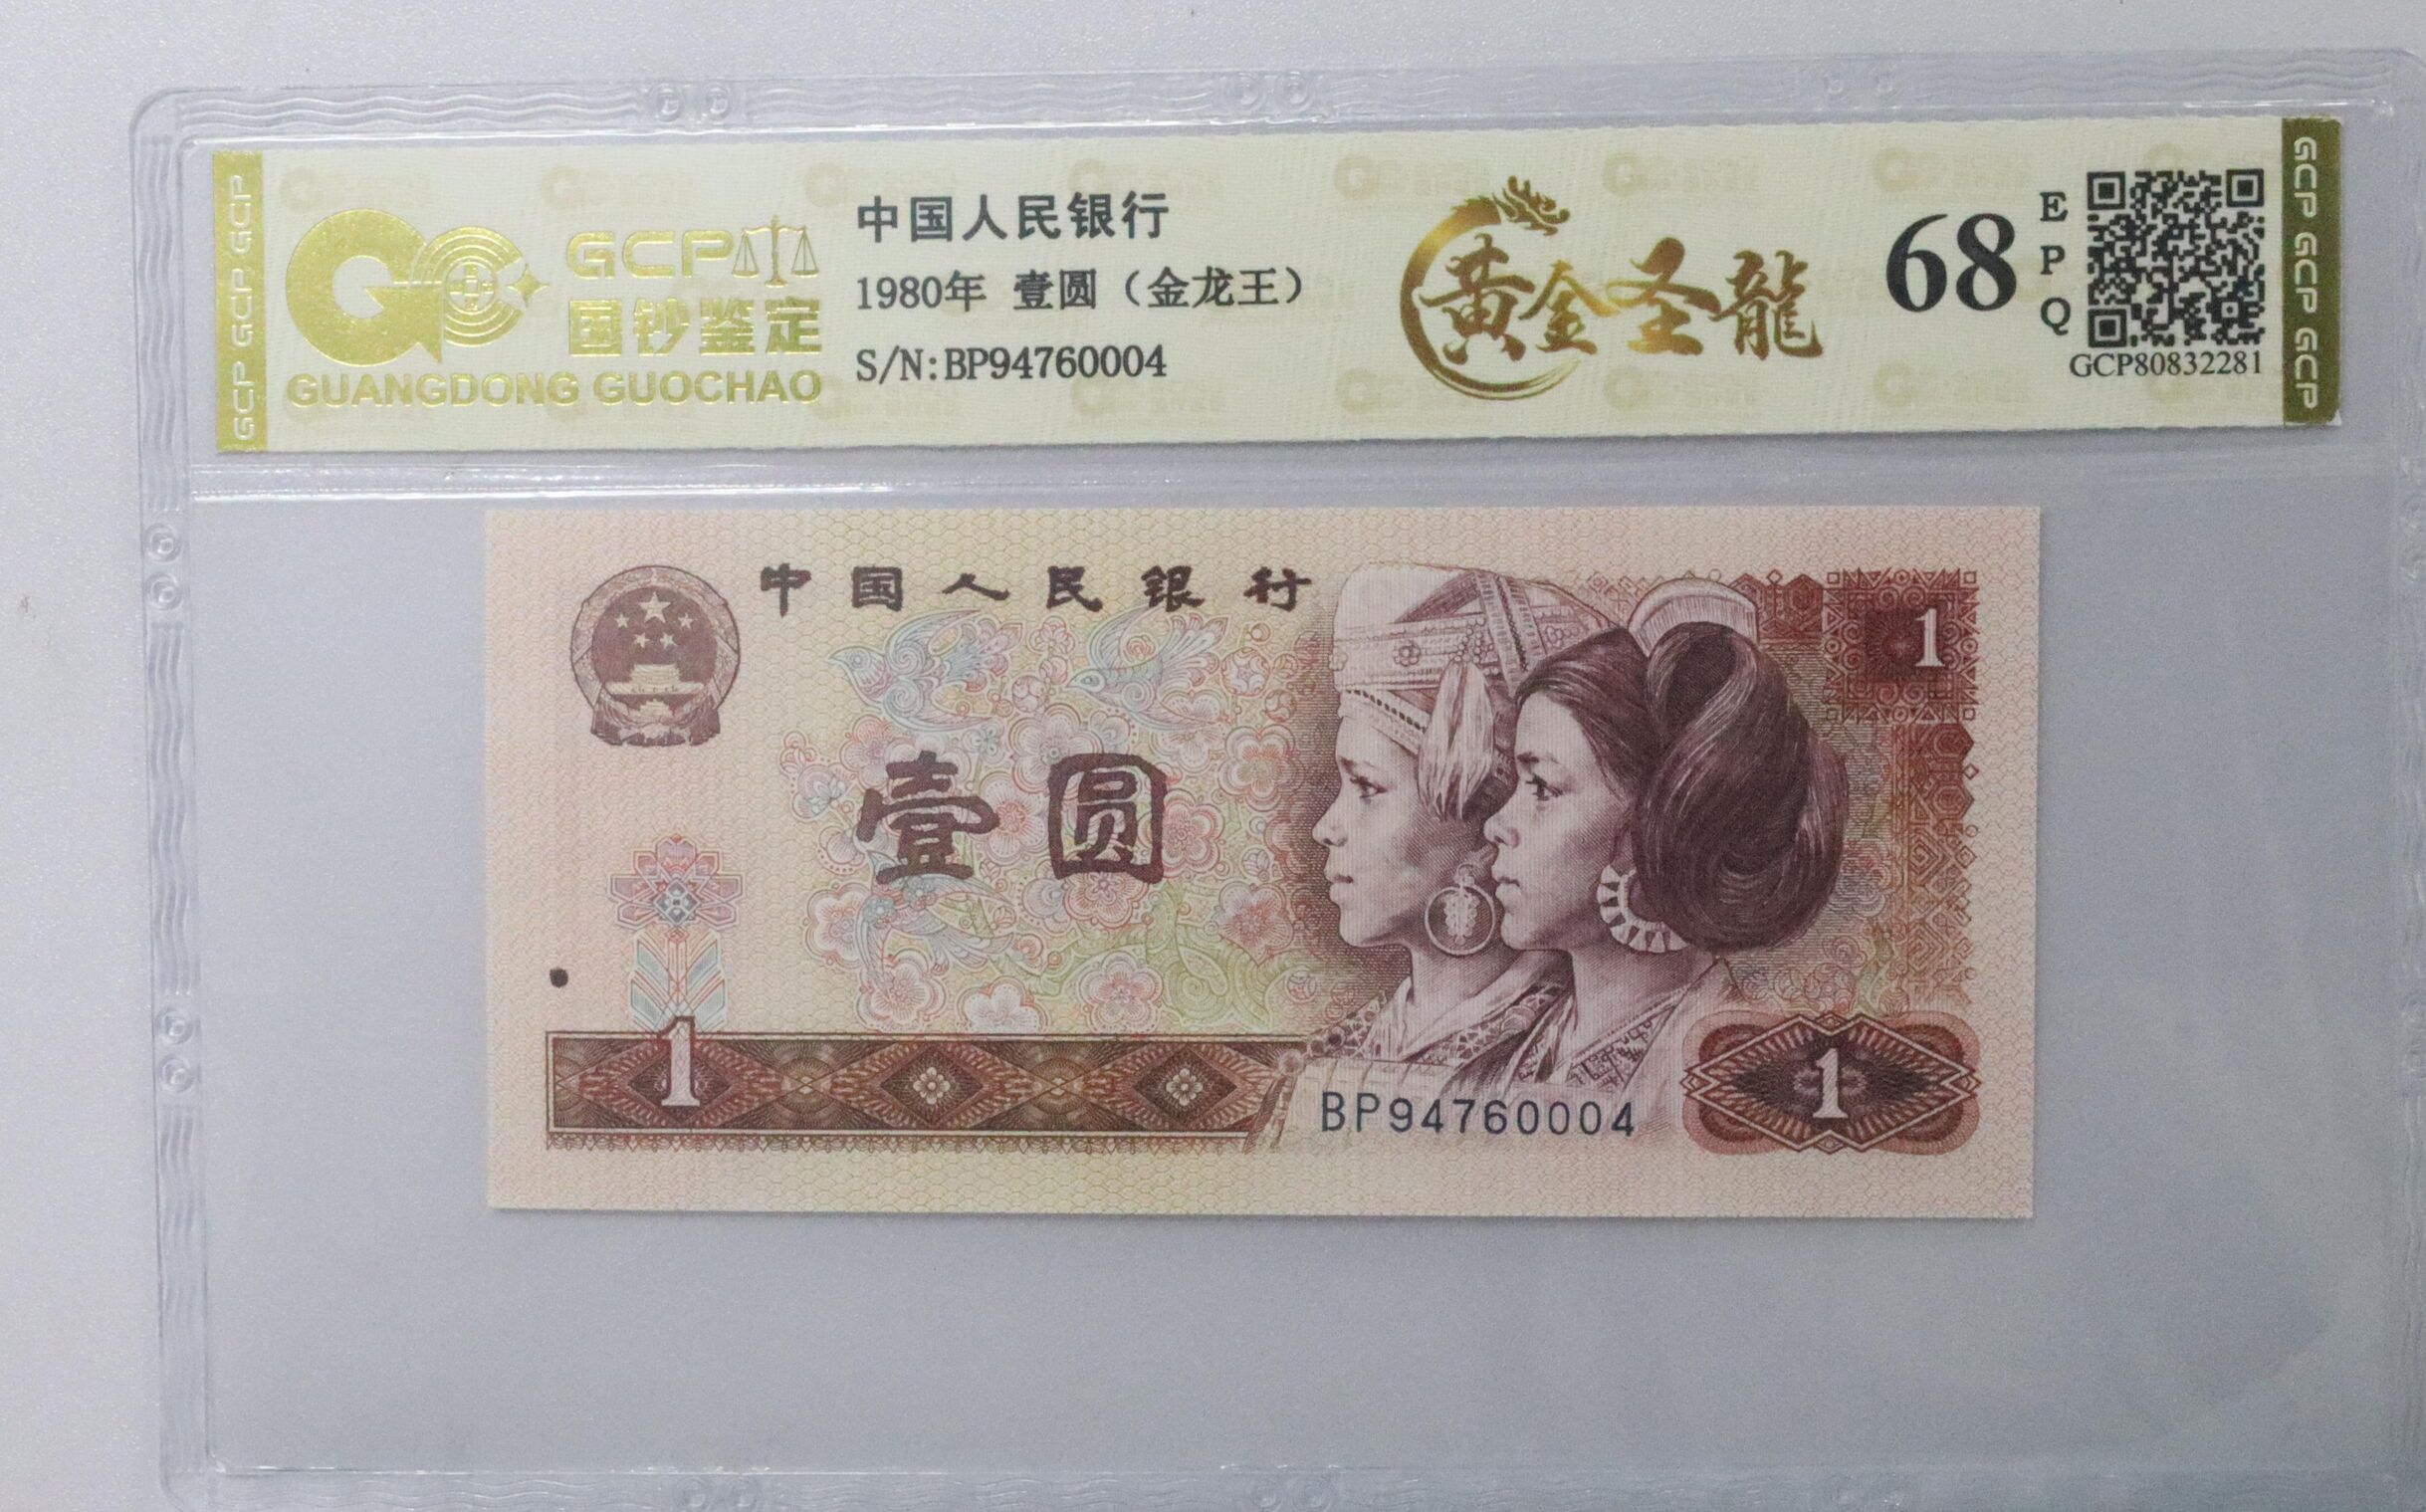 GCP GCP GCP
GCP
国钞鉴定
GUANGDONG GUOCHAO
中国人民银行
1980年 壹圆（金龙王）
S/N:BP94760004
黄金圣龍
68
EPQ
GCP80832281
GCP GCP GCP
中国人民银行
1
壹圆
1
BP94760004
1